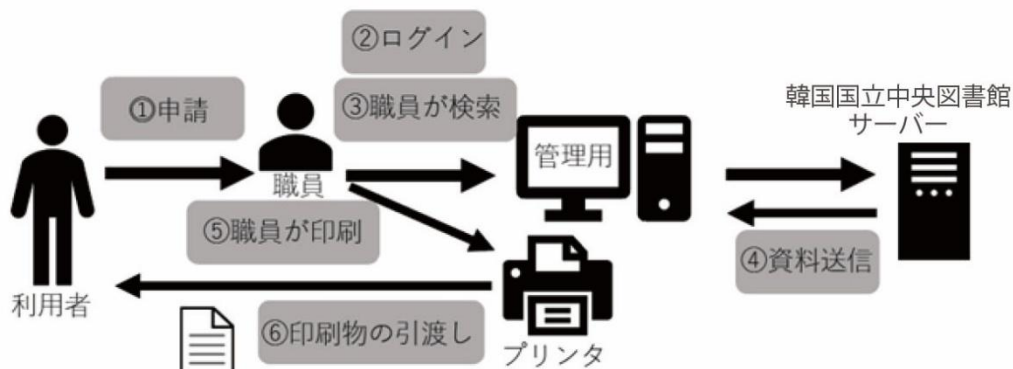 ②ログイン
①申請
③職員が検索
韓国国立中央図書館
サーバー
管理用
職員
⑤職員が印刷
④資料送信
利用者
⑥印刷物の引渡し
プリンタ